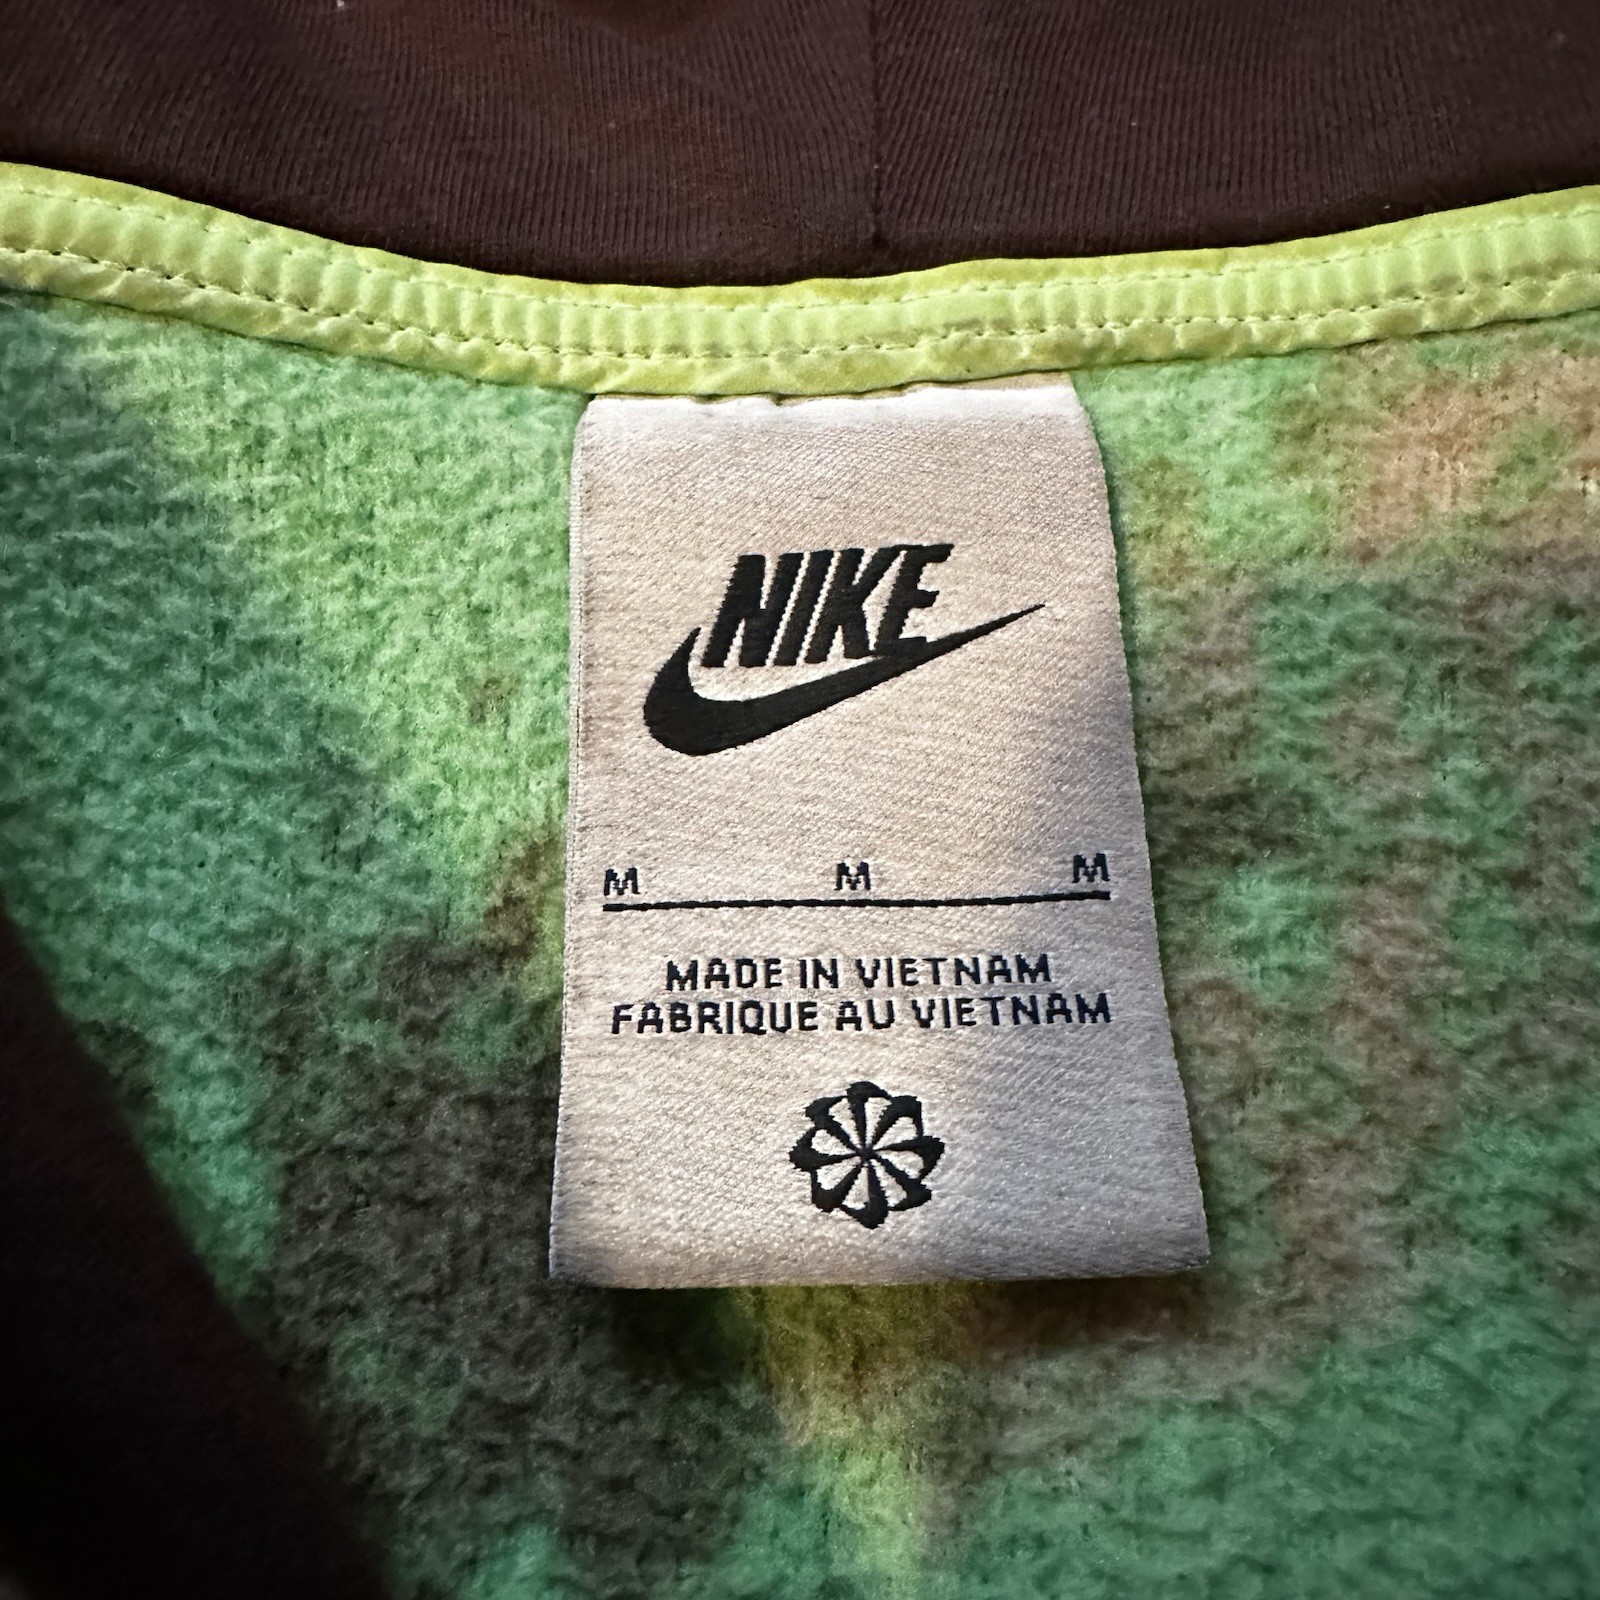 NIKE
M M M
MADE IN VIETNAM
FABRIQUE AU VIETNAM